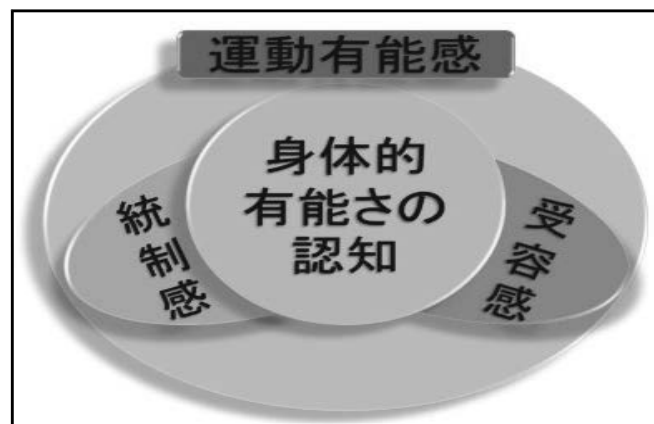 運動有能感
身体的
有能さの
認知
統制感
受容感